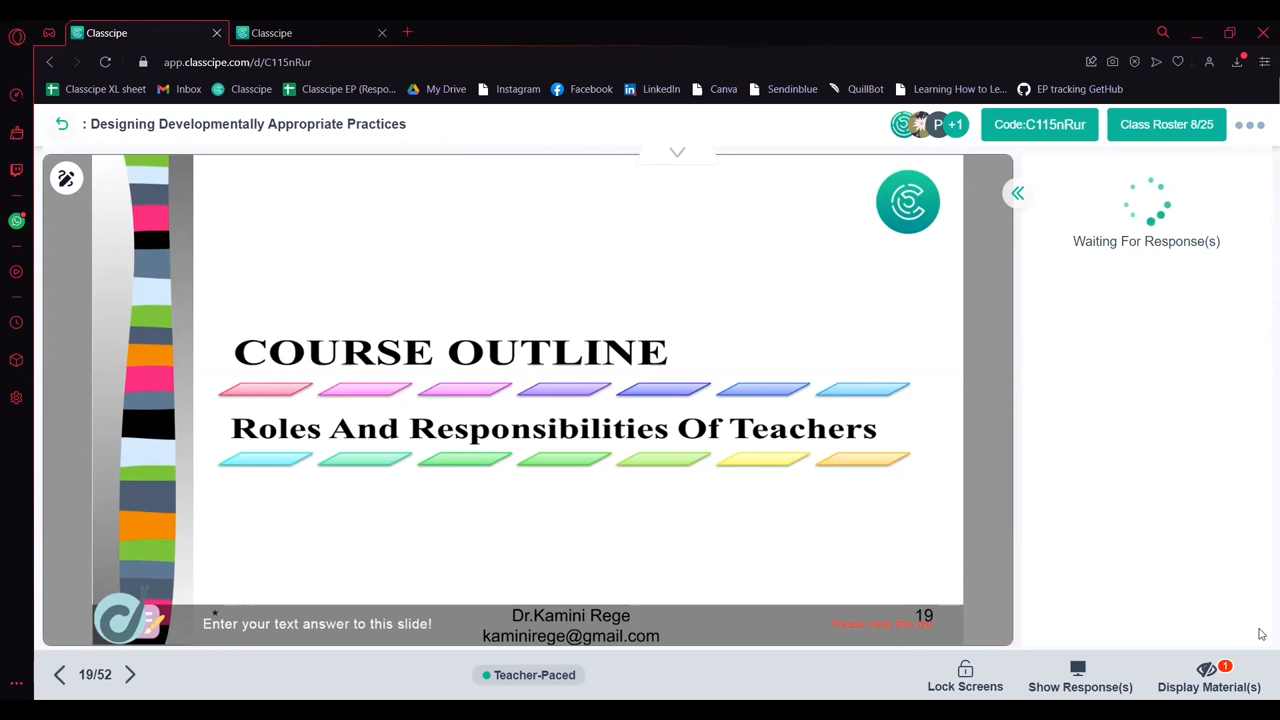 Classcipe
Classcipe
app.classcipe.com/d/C115nRur
Classcipe XL sheet
Inbox
Classcipe
Classcipe EP (Respo...
My Drive
Instagram
Facebook
LinkedIn
Canva
Sendinblue
QuillBot
Learning How to Le...
EP tracking GetHub
: Designing Developmentally Appropriate Practices
P
+1
Code:C115nRur
Class Roster 8/25
Waiting For Response(s)
COURSE OUTLINE
Roles And Responsibilities Of Teachers
*
Dr.Kamini Rege
kaminirege@gmail.com
19
Enter your text answer to this slide!
19/52
Teacher-Paced
Lock Screens
Show Response(s)
1
Display Material(s)